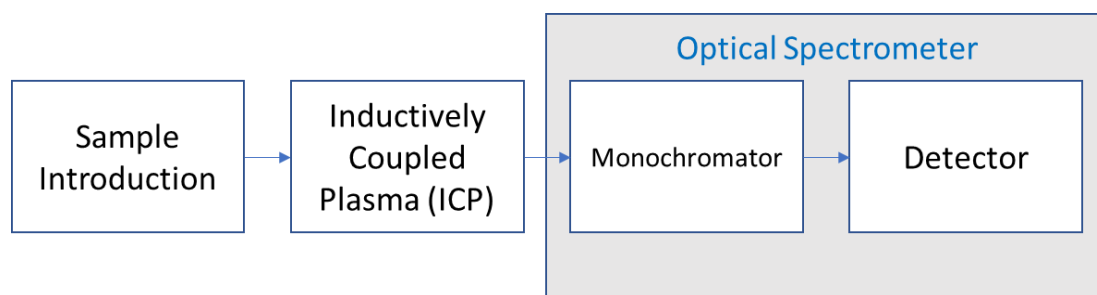 Optical Spectrometer
Sample
Introduction
Inductively
Coupled
Plasma (ICP)
Monochromator
Detector